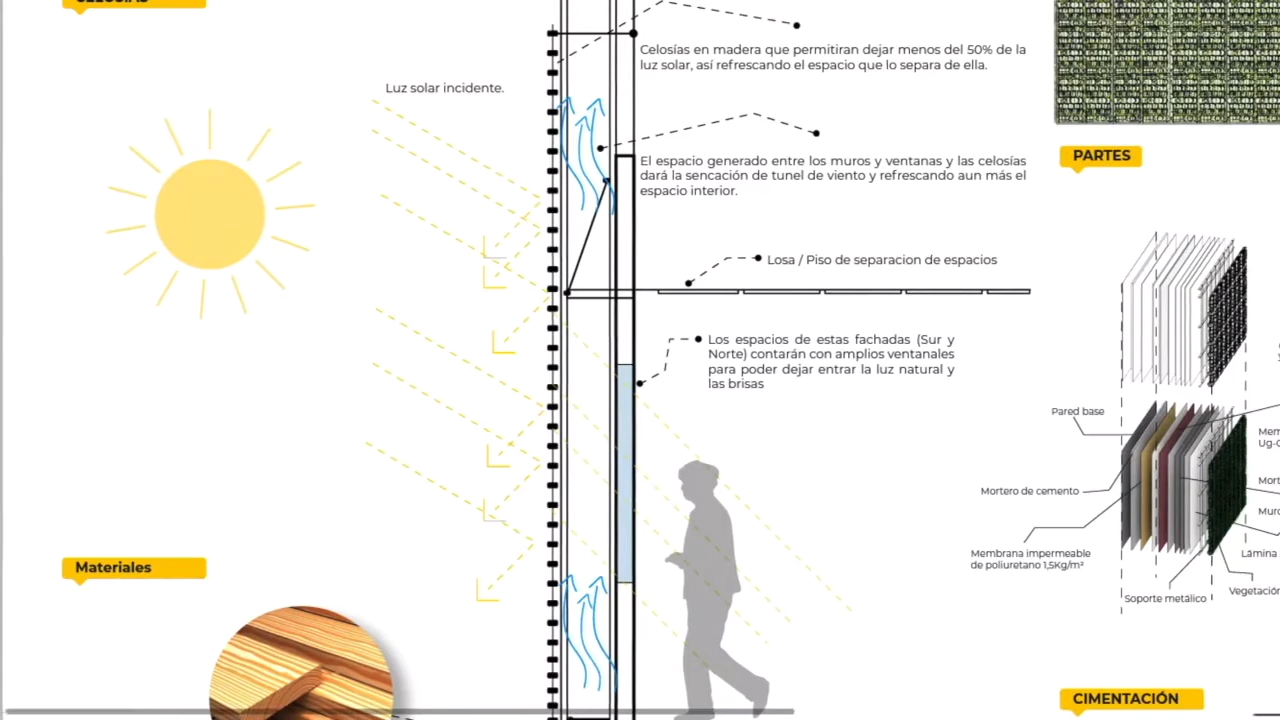 CELOSÍAS
Celosías en madera que permitiran dejar menos del 50% de la
luz solar, así refrescando el espacio que lo separa de ella.
Luz solar incidente.
El espacio generado entre los muros y ventanas y las celosías
dará la sencación de tunel de viento y refrescando aun más el
espacio interior.
PARTES
Losa / Piso de separacion de espacios
Los espacios de estas fachadas (Sur y
Norte) contarán con amplios ventanales
para poder dejar entrar la luz natural y
las brisas
Pared base
Mortero de cemento
Membrana impermeable
de poliuretano 1,5Kg/m²
Soporte metálico
Lámina
Materiales
CIMENTACIÓN